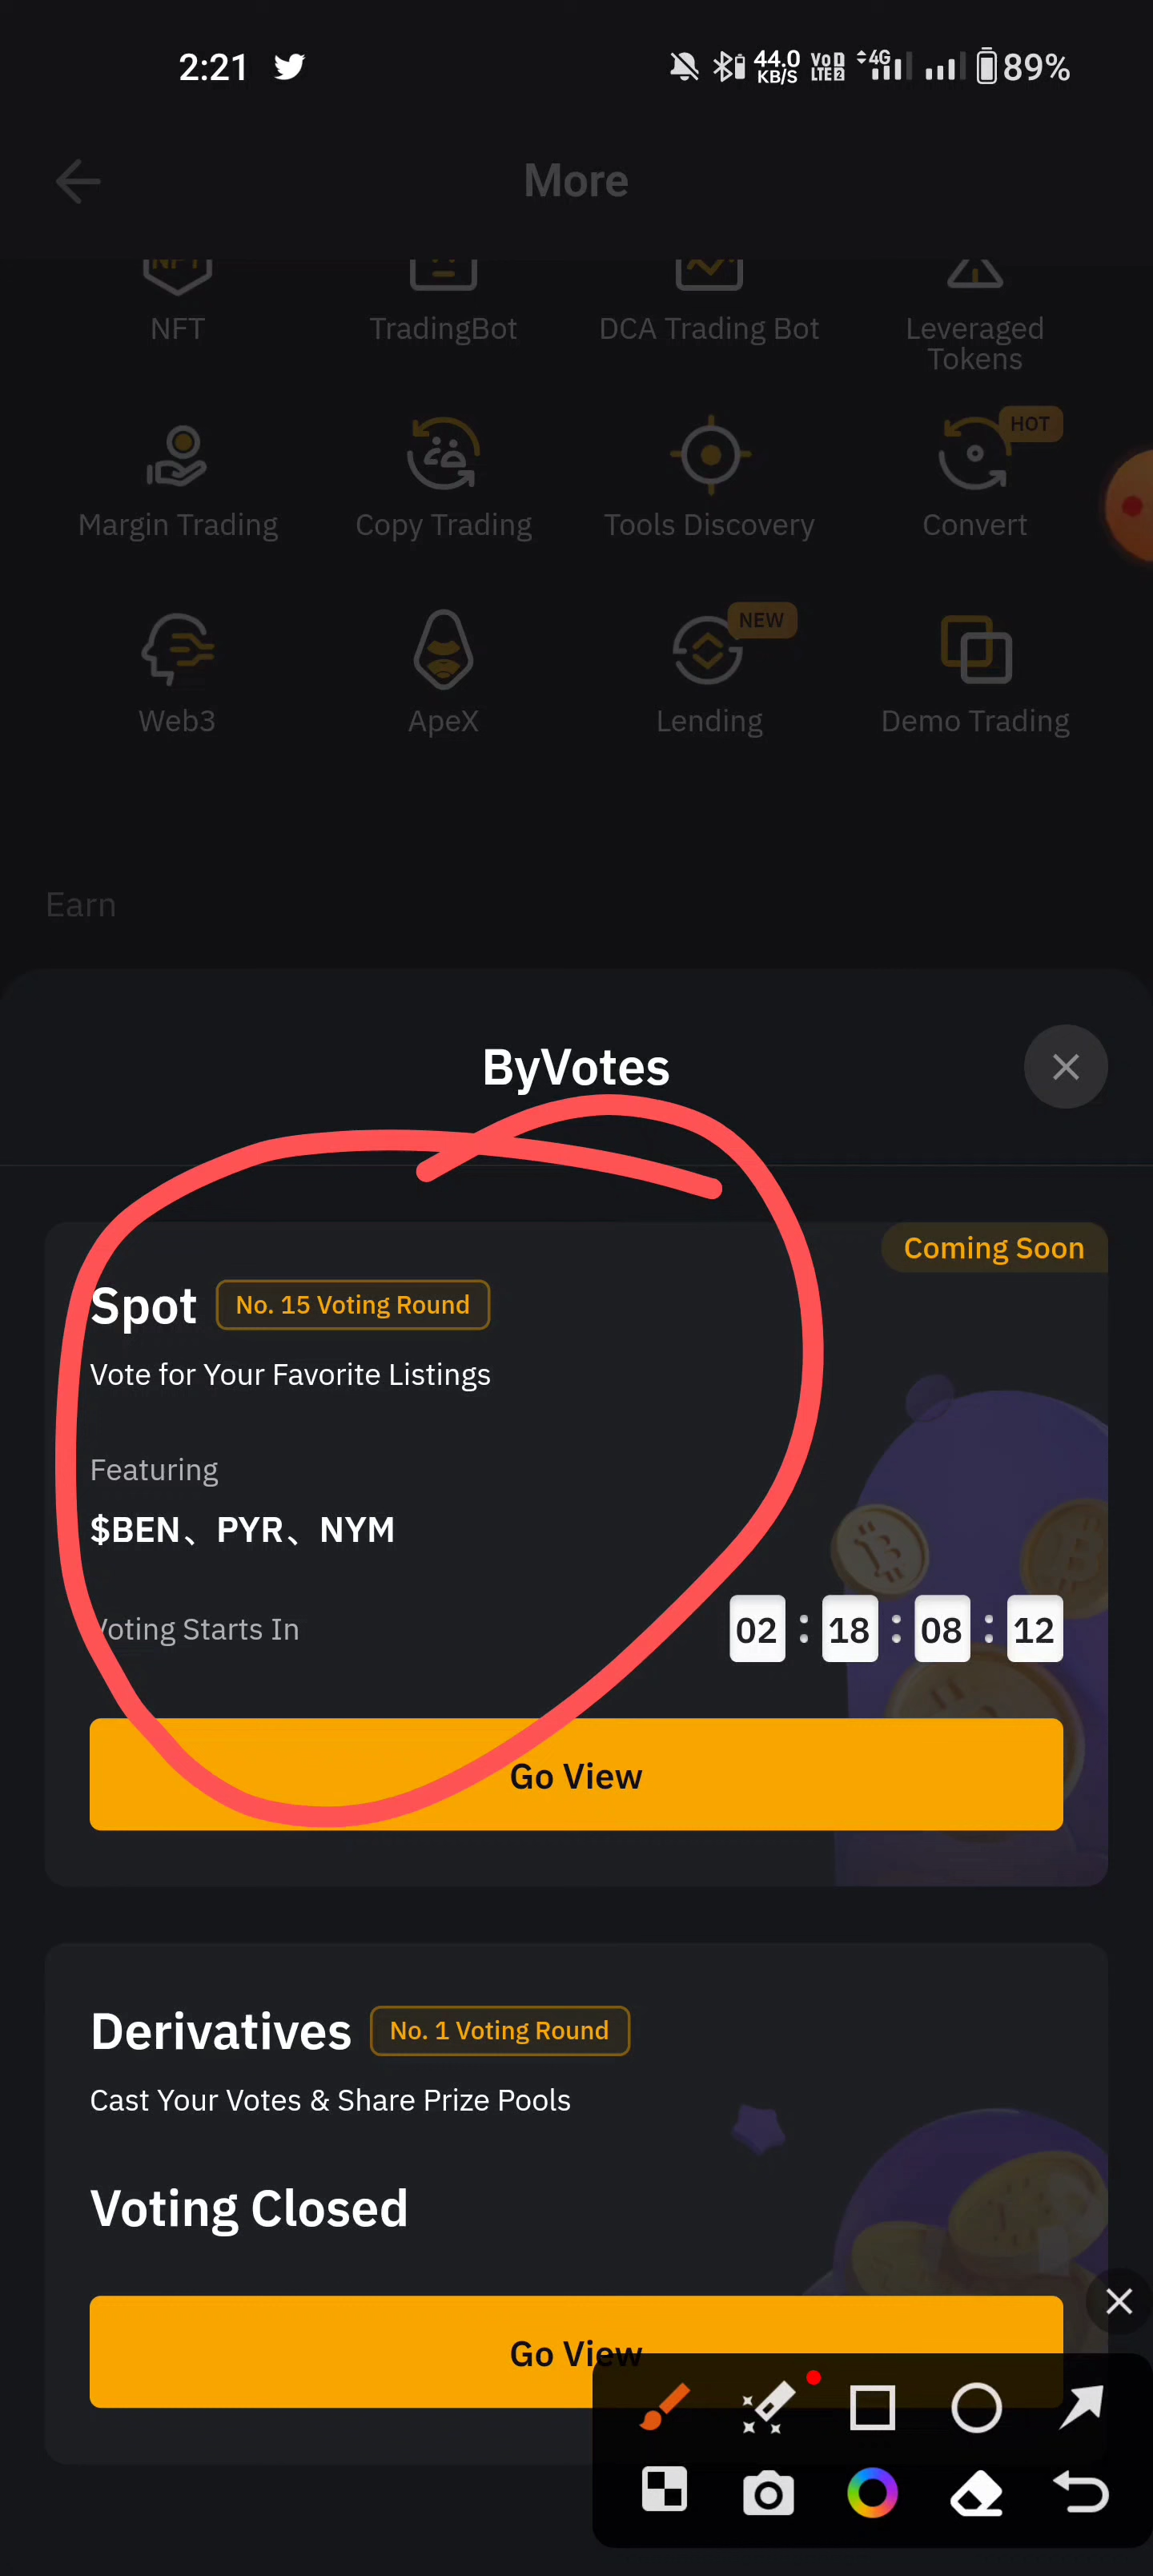 2:21 44.0 KB/S VoD LTE2 4G 89%
More
NFT TradingBot DCA Trading Bot Leveraged Tokens
HOT
Margin Trading Copy Trading Tools Discovery Convert
NEW
Web3 ApeX Lending Demo Trading
Earn
ByVotes
Coming Soon
Spot No. 15 Voting Round
Vote for Your Favorite Listings
Featuring
$BEN、PYR、NYM
Voting Starts In 02 : 18 : 08 : 12
Go View
Derivatives No. 1 Voting Round
Cast Your Votes & Share Prize Pools
Voting Closed
Go View